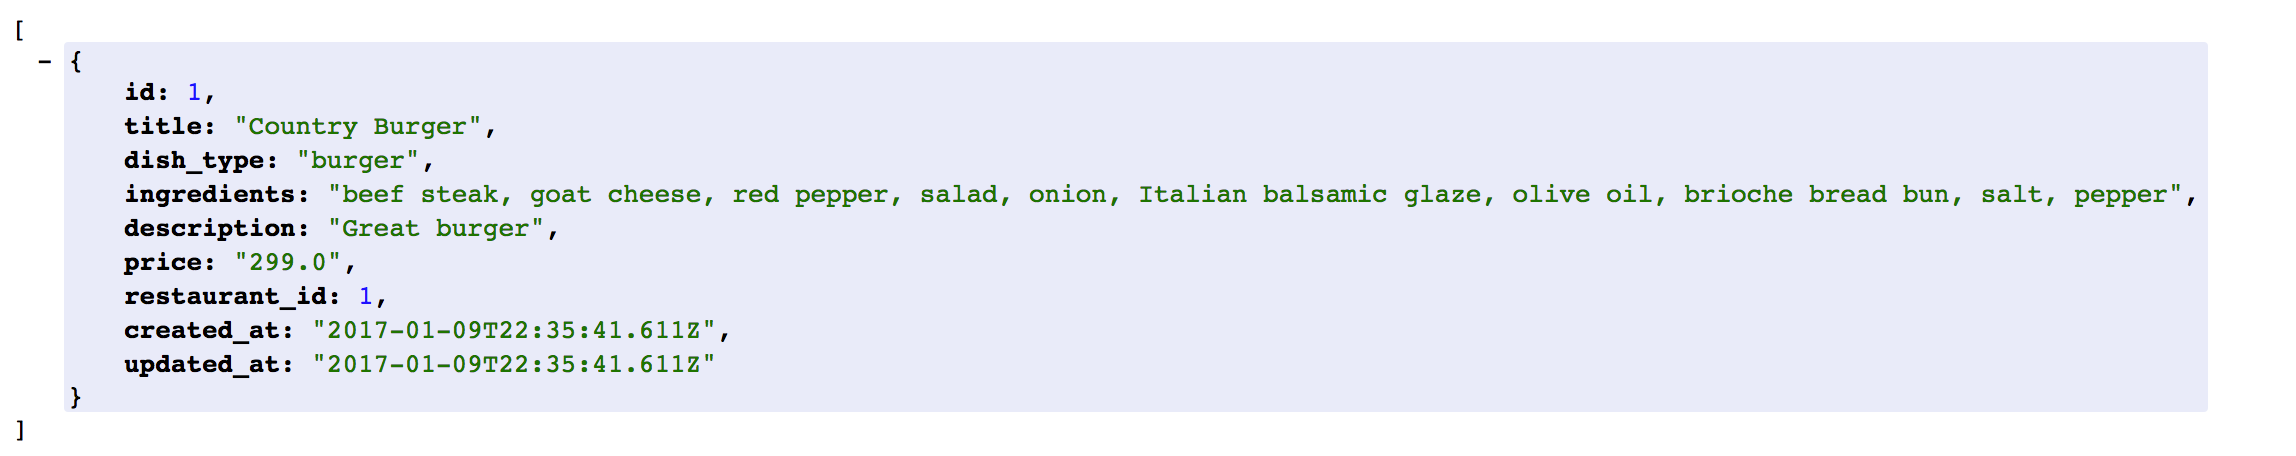 [
- {
id: 1,
title: "Country Burger",
dish_type: "burger",
ingredients: "beef steak, goat cheese, red pepper, salad, onion, Italian balsamic glaze, olive oil, brioche bread bun, salt, pepper",
description: "Great burger",
price: "299.0",
restaurant_id: 1,
created_at: "2017-01-09T22:35:41.611Z",
updated_at: "2017-01-09T22:35:41.611Z"
}
]